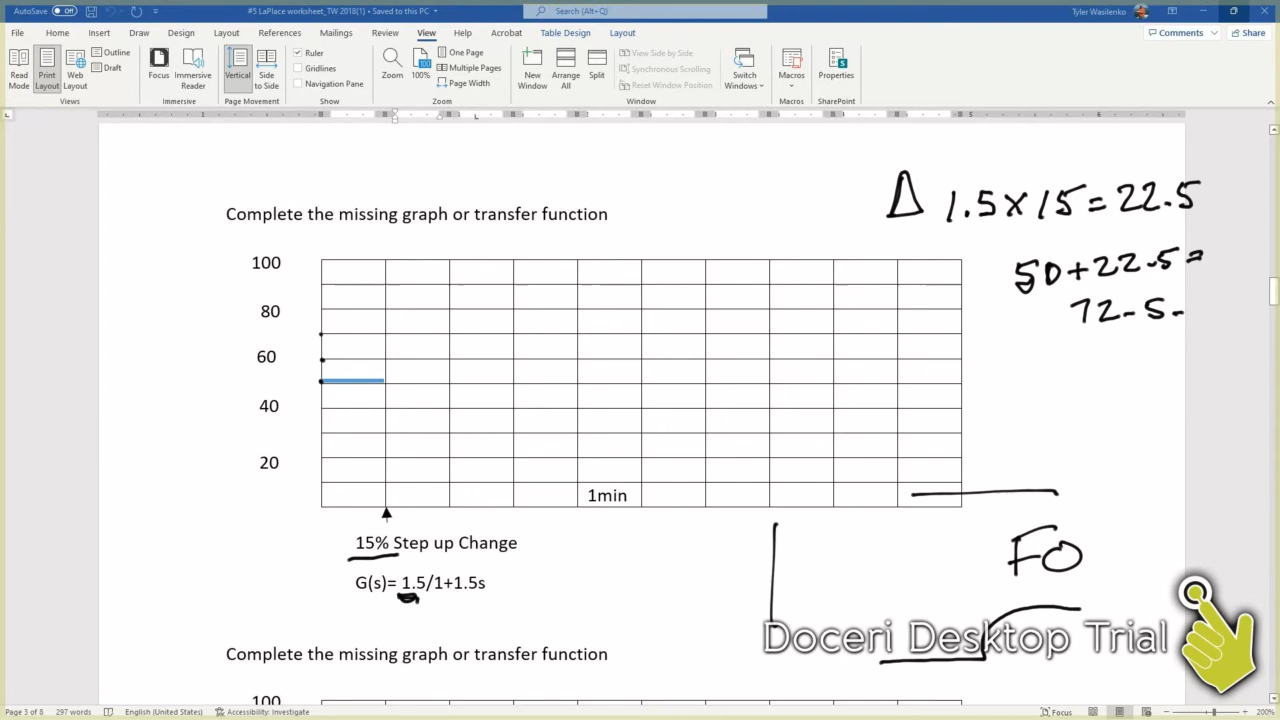 AutoSave Off #5 LaPlace worksheet_TW 2018(1) • Saved to this PC Search (Alt+Q) Tyler Wasilenko
File Home Insert Draw Design Layout References Mailings Review View Acrobat Table Design Layout Comments Share
Read Mode Print Layout Web Layout Outline Draft Focus Immersive Reader Vertical Side to Side Ruler Gridlines Navigation Pane Zoom 100% One Page Multiple Pages Page Width New Window Arrange All Split View Side by Side Synchronous Scrolling Reset Window Position Switch Windows Macros Properties
Views Immersive Page Movement Show Zoom Window Macros SharePoint
Δ 1.5 x 15 = 22.5
Complete the missing graph or transfer function
50 + 22.5 =
72.5
100
80
60
40
20
1min
15% Step up Change
FO
G(s)= 1.5/1+1.5s
Doceri Desktop Trial
Complete the missing graph or transfer function
100
Page 3 of 8 297 words English (United States) Accessibility: Investigate Focus 200%